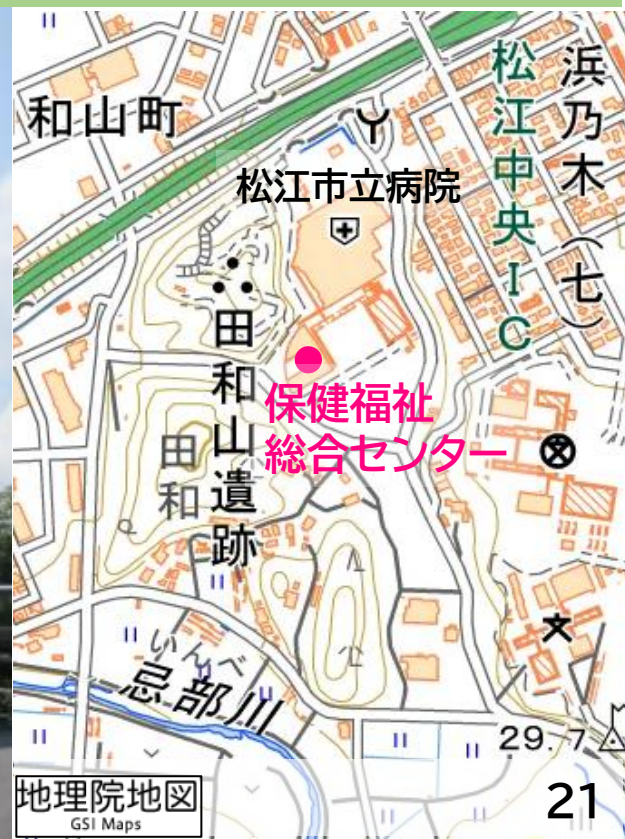 和山町
松江市立病院
松江中央IC
浜乃木(七)
田和山遺跡
田和
保健福祉
総合センター
いんべ
忌部川
29.7
地理院地図
GSI Maps
21